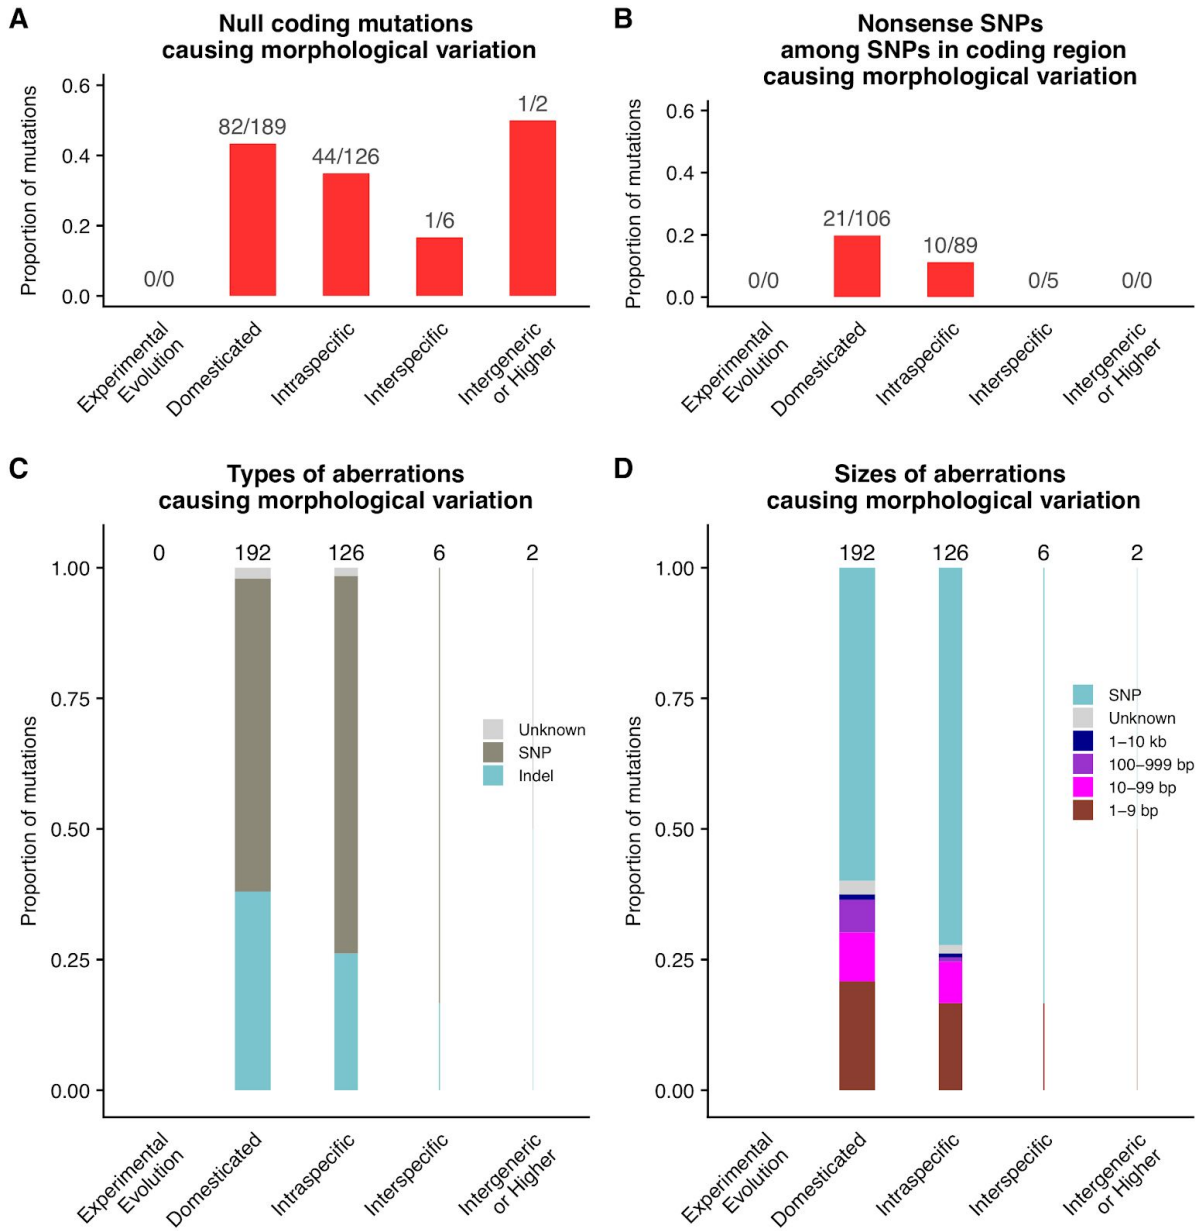 A
Null coding mutations
causing morphological variation
Proportion of mutations
0.6
0.4
0.2
0.0
0/0
82/189
44/126
1/6
1/2
Experimental
Evolution
Domesticated
Intraspecific
Interspecific
Intergeneric
or Higher
B
Nonsense SNPs
among SNPs in coding region
causing morphological variation
Proportion of mutations
0.6
0.4
0.2
0.0
0/0
21/106
10/89
0/5
0/0
Experimental
Evolution
Domesticated
Intraspecific
Interspecific
Intergeneric
or Higher
C
Types of aberrations
causing morphological variation
Proportion of mutations
0
192
126
6
2
1.00
0.75
0.50
0.25
0.00
Unknown
SNP
Indel
Experimental
Evolution
Domesticated
Intraspecific
Interspecific
Intergeneric
or Higher
D
Sizes of aberrations
causing morphological variation
Proportion of mutations
192
126
6
2
1.00
0.75
0.50
0.25
0.00
SNP
Unknown
1–10 kb
100–999 bp
10–99 bp
1–9 bp
Experimental
Evolution
Domesticated
Intraspecific
Interspecific
Intergeneric
or Higher